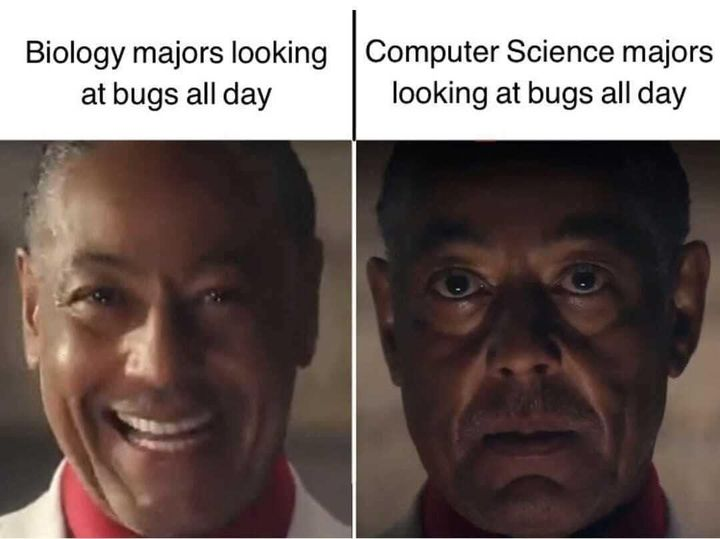 Biology majors looking
at bugs all day
Computer Science majors
looking at bugs all day